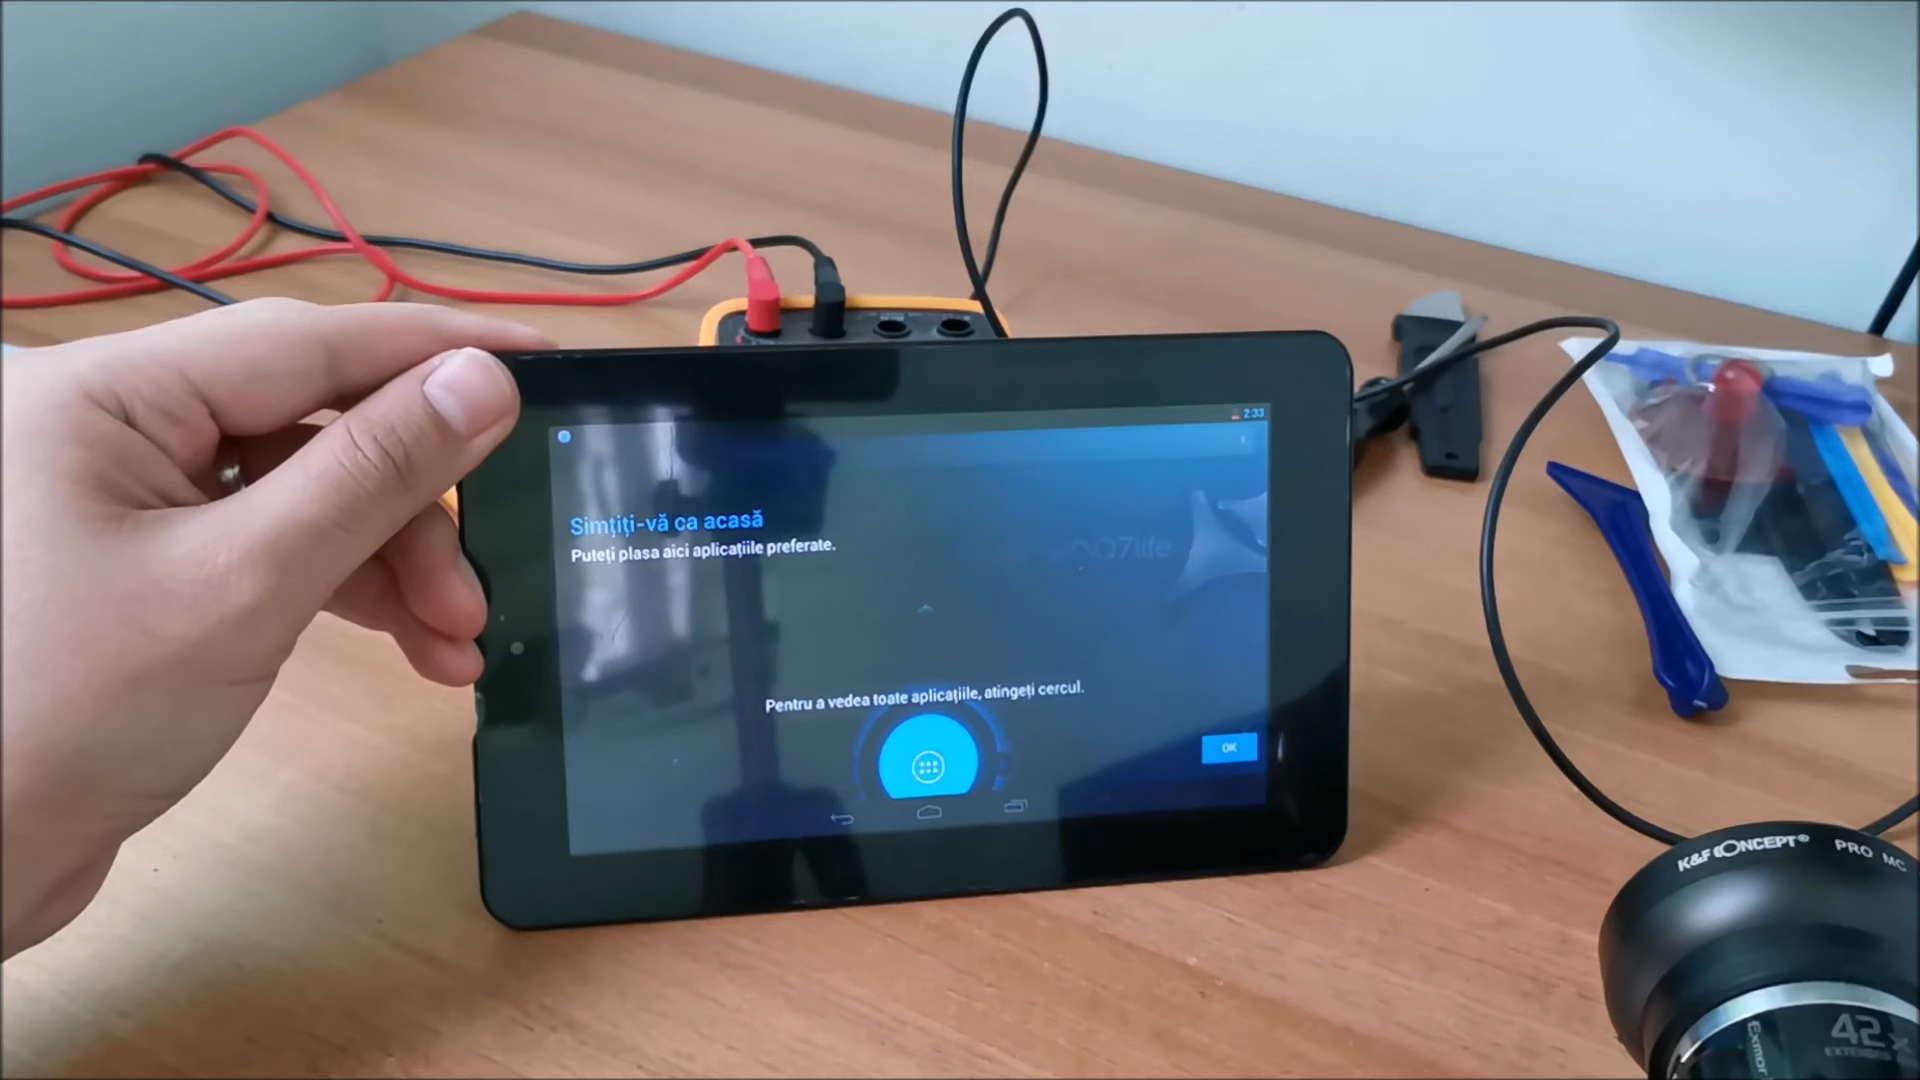 2:33
Simțiți-vă ca acasă
Puteți plasa aici aplicațiile preferate.
Q7life
Pentru a vedea toate aplicațiile, atingeți cercul.
OK
K&F CONCEPT® PRO MC
42x
Exmor